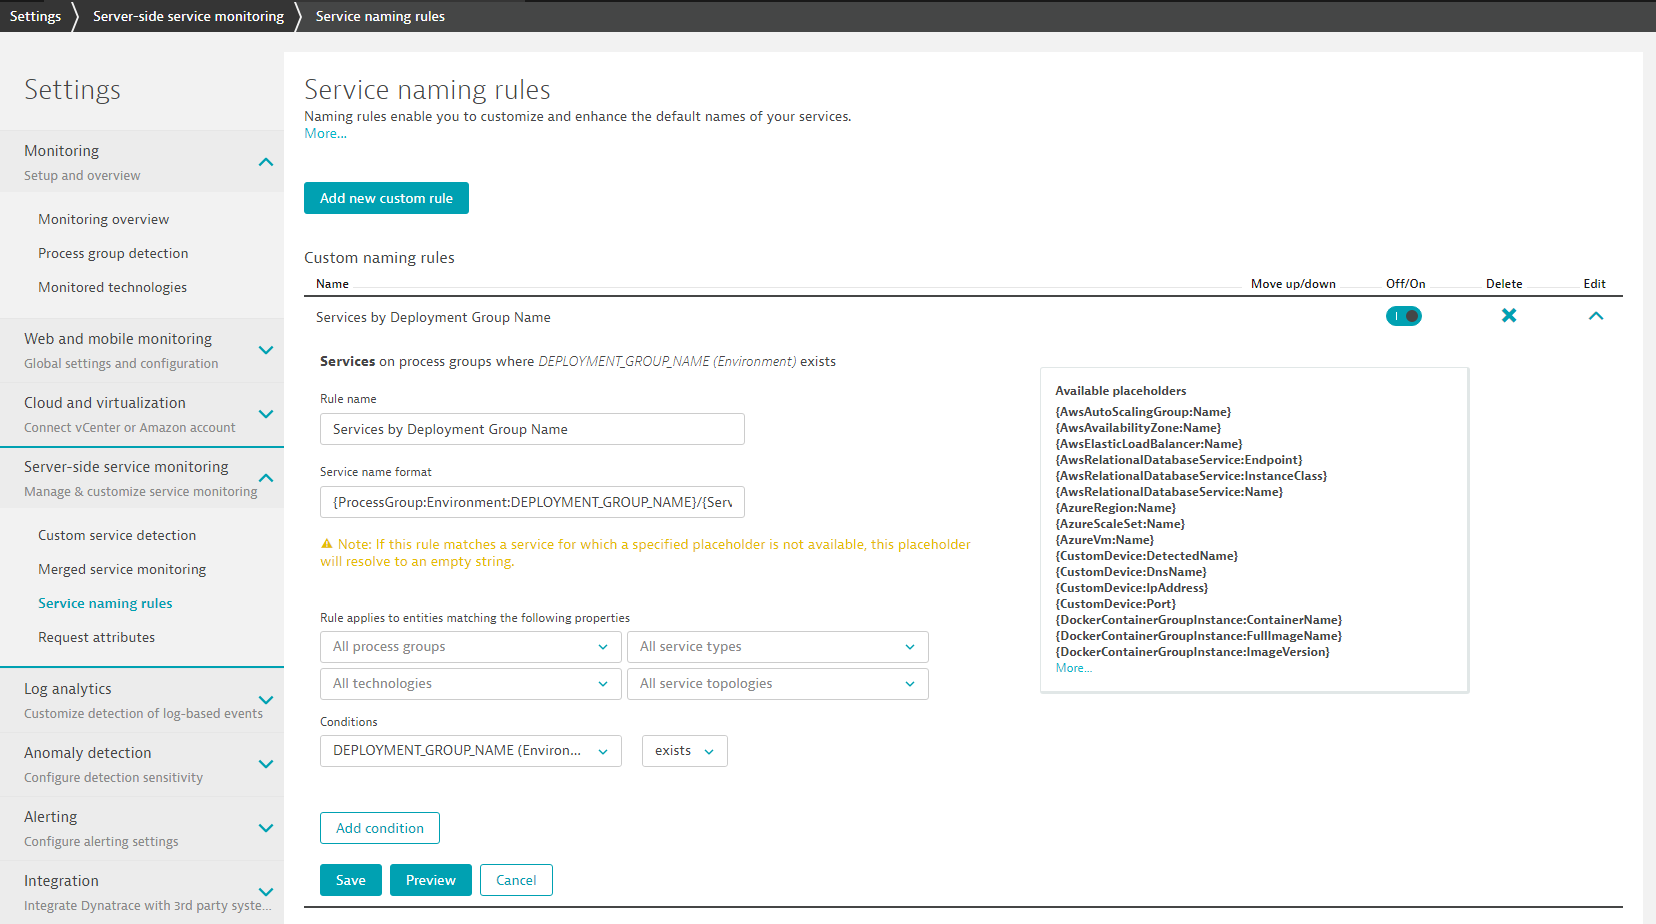 Settings
Server-side service monitoring
Service naming rules
Settings
Monitoring
Setup and overview
Monitoring overview
Process group detection
Monitored technologies
Web and mobile monitoring
Global settings and configuration
Cloud and virtualization
Connect vCenter or Amazon account
Server-side service monitoring
Manage & customize service monitoring
Custom service detection
Merged service monitoring
Service naming rules
Request attributes
Log analytics
Customize detection of log-based events
Anomaly detection
Configure detection sensitivity
Alerting
Configure alerting settings
Integration
Integrate Dynatrace with 3rd party syste...
Service naming rules
Naming rules enable you to customize and enhance the default names of your services.
More...
Add new custom rule
Custom naming rules
Name
Move up/down
Off/On
Delete
Edit
Services by Deployment Group Name
Services on process groups where DEPLOYMENT_GROUP_NAME (Environment) exists
Rule name
Services by Deployment Group Name
Service name format
{ProcessGroup:Environment:DEPLOYMENT_GROUP_NAME}/{Serv
Note: If this rule matches a service for which a specified placeholder is not available, this placeholder
will resolve to an empty string.
Rule applies to entities matching the following properties
All process groups
All service types
All technologies
All service topologies
Conditions
DEPLOYMENT_GROUP_NAME (Environ...
exists
Add condition
Save
Preview
Cancel
Available placeholders
{AwsAutoScalingGroup:Name}
{AwsAvailabilityZone:Name}
{AwsElasticLoadBalancer:Name}
{AwsRelationalDatabaseService:Endpoint}
{AwsRelationalDatabaseService:InstanceClass}
{AwsRelationalDatabaseService:Name}
{AzureRegion:Name}
{AzureScaleSet:Name}
{AzureVm:Name}
{CustomDevice:DetectedName}
{CustomDevice:DnsName}
{CustomDevice:IpAddress}
{CustomDevice:Port}
{DockerContainerGroupInstance:ContainerName}
{DockerContainerGroupInstance:FullImageName}
{DockerContainerGroupInstance:ImageVersion}
More...